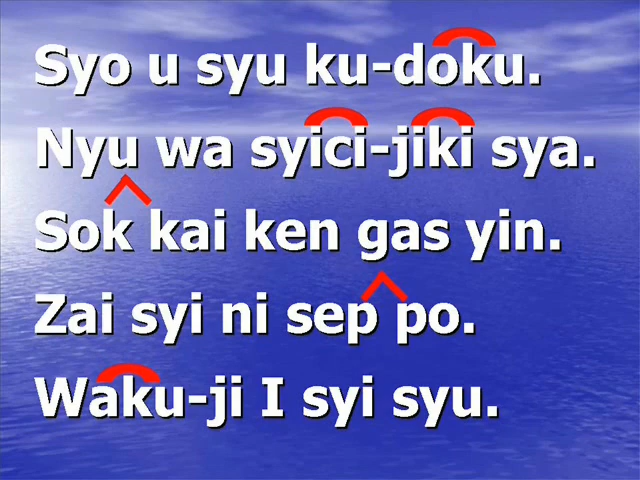 Syo u syu ku-doku.
Nyu wa syici-jiki sya.
Sok kai ken gas yin.
Zai syi ni sep po.
Waku-ji I syi syu.